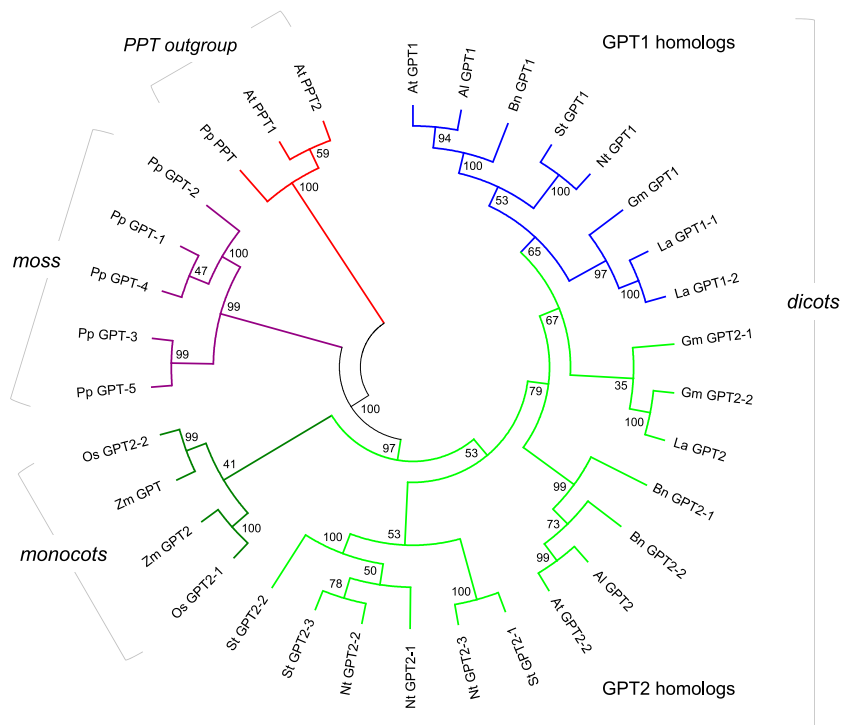 PPT outgroup
GPT1 homologs
At GPT1
Al GPT1
Bn GPT1
St GPT1
Nt GPT1
Gm GPT1
La GPT1-1
La GPT1-2
Gm GPT2-1
Gm GPT2-2
La GPT2
Bn GPT2-1
Bn GPT2-2
Al GPT2
At GPT2-2
St GPT2-1
Nt GPT2-3
Nt GPT2-1
Nt GPT2-2
St GPT2-3
St GPT2-2
Os GPT2-1
Zm GPT2
Zm GPT
Os GPT2-2
Pp GPT-5
Pp GPT-3
Pp GPT-4
Pp GPT-1
Pp GPT-2
Pp PPT
At PPT1
At PPT2
moss
monocots
dicots
GPT2 homologs
94
100
53
100
65
97
100
67
35
100
79
99
73
99
53
97
53
100
50
78
100
41
99
100
100
99
99
47
100
100
59